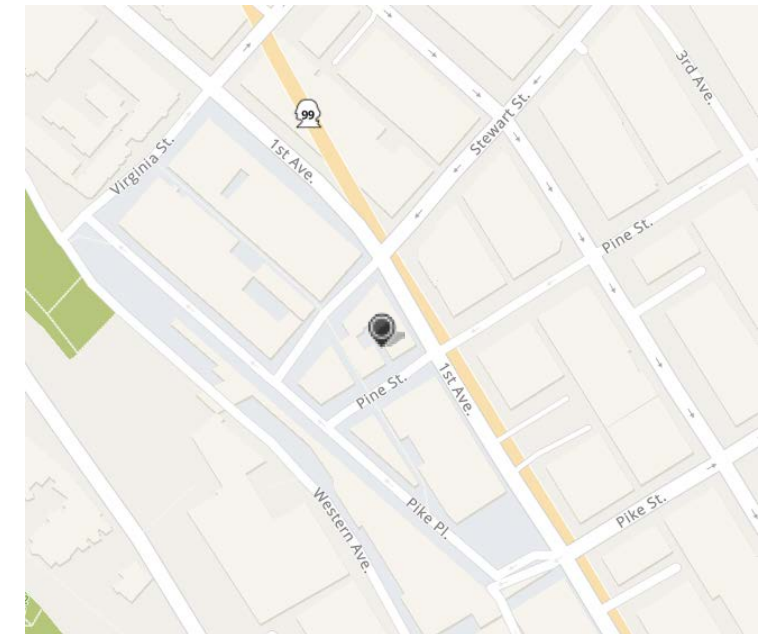 3rd Ave.
99
Stewart St.
1st Ave.
Virginia St.
Pine St.
Pine St.
1st Ave.
Western Ave.
Pike Pl.
Pike St.